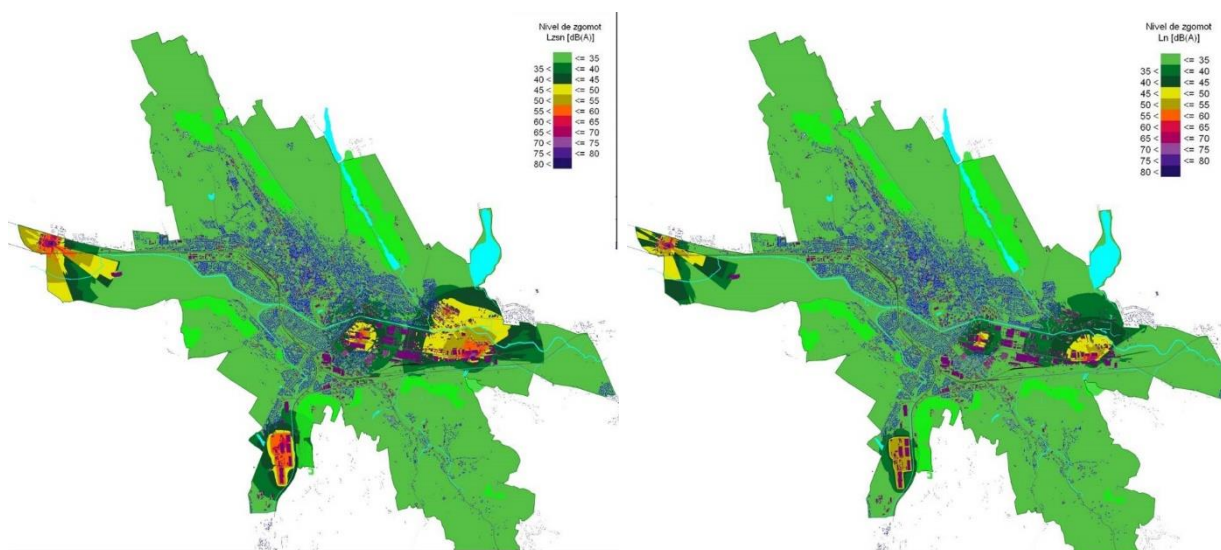 Nivel de zgomot
Lzsn [dB(A)]
<= 35
35 < <= 40
40 < <= 45
45 < <= 50
50 < <= 55
55 < <= 60
60 < <= 65
65 < <= 70
70 < <= 75
75 < <= 80
80 <
Nivel de zgomot
Ln [dB(A)]
<= 35
35 < <= 40
40 < <= 45
45 < <= 50
50 < <= 55
55 < <= 60
60 < <= 65
65 < <= 70
70 < <= 75
75 < <= 80
80 <